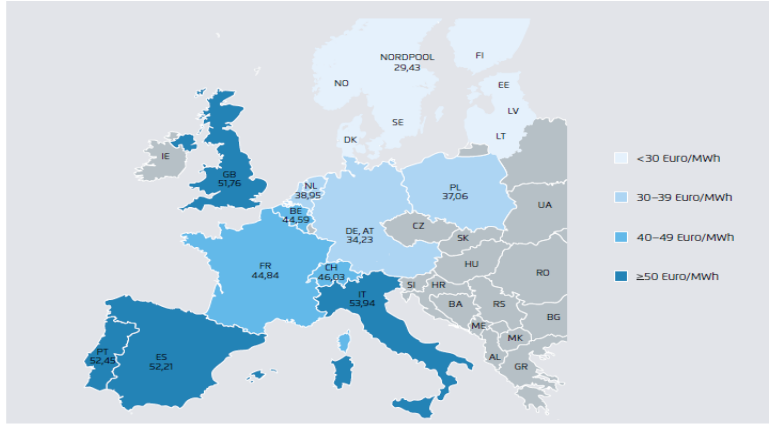 NORDPOOL
29,43
FI
NO
EE
LV
SE
LT
DK
IE
GB
51,76
NL
38,95
PL
37,06
BE
44,59
DE, AT
34,23
CZ
UA
SK
FR
44,84
CH
46,03
HU
RO
SI
HR
IT
53,94
BA
RS
BG
ME
MK
PT
52,45
ES
52,21
AL
GR
<30 Euro/MWh
30–39 Euro/MWh
40–49 Euro/MWh
≥50 Euro/MWh